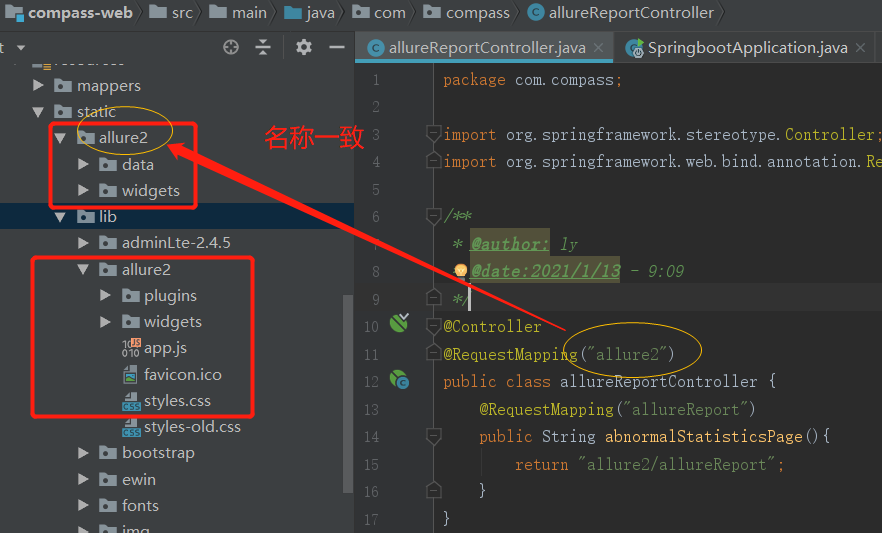 compass-web src main java com compass allureReportController
t
allureReportController.java
SpringbootApplication.java
mappers
static
allure2
data
widgets
lib
adminLte-2.4.5
allure2
plugins
widgets
app.js
favicon.ico
styles.css
styles-old.css
bootstrap
ewin
fonts
img
名称一致
1 package com.compass;
2
3 import org.springframework.stereotype.Controller;
4 import org.springframework.web.bind.annotation.Re
5
6 /**
* @author: ly
8 @date:2021/1/13 - 9:09
9 */
10 @Controller
11 @RequestMapping("allure2")
12 public class allureReportController {
13 @RequestMapping("allureReport")
14 public String abnormalStatisticsPage(){
15 return "allure2/allureReport";
16 }
17 }